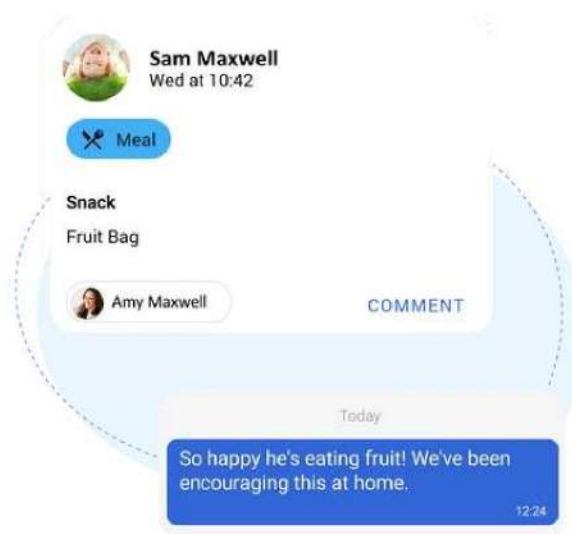 Sam Maxwell
Wed at 10:42
Meal
Snack
Fruit Bag
Amy Maxwell
COMMENT
Today
So happy he's eating fruit! We've been
encouraging this at home.
12:24